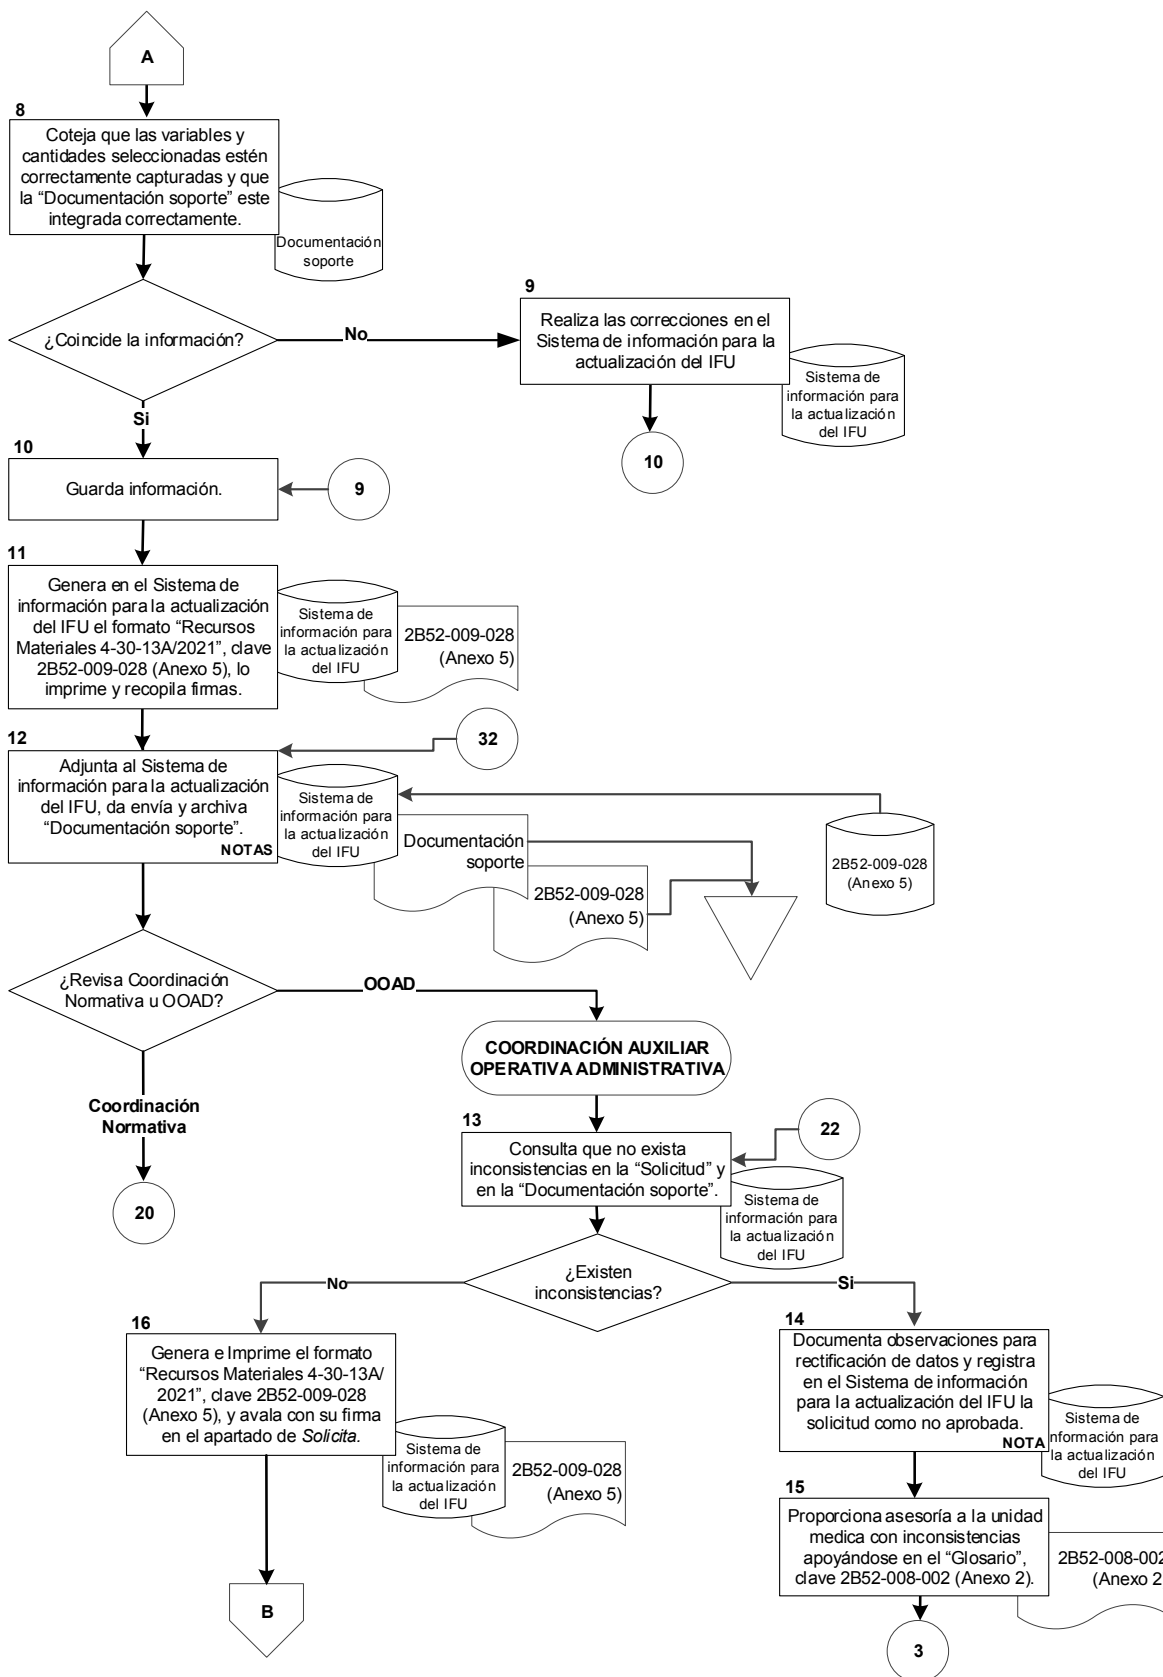 A
8
Coteja que las variables y
cantidades seleccionadas estén
correctamente capturadas y que
la “Documentación soporte” este
integrada correctamente.
Documentación
soporte
¿Coincide la información?
No
9
Realiza las correcciones en el
Sistema de información para la
actualización del IFU
Sistema de
información para
la actualización
del IFU
10
Si
10
Guarda información.
9
11
Genera en el Sistema de
información para la actualización
del IFU el formato “Recursos
Materiales 4-30-13A/2021”, clave
2B52-009-028 (Anexo 5), lo
imprime y recopila firmas.
Sistema de
información para
la actualización
del IFU
2B52-009-028
(Anexo 5)
12
32
Adjunta al Sistema de
información para la actualización
del IFU, da envía y archiva
“Documentación soporte”.
NOTAS
Sistema de
información para
la actualización
del IFU
Documentación
soporte
2B52-009-028
(Anexo 5)
2B52-009-028
(Anexo 5)
¿Revisa Coordinación
Normativa u OOAD?
OOAD
COORDINACIÓN AUXILIAR
OPERATIVA ADMINISTRATIVA
Coordinación
Normativa
20
13
22
Consulta que no exista
inconsistencias en la “Solicitud” y
en la “Documentación soporte”.
Sistema de
información para
la actualización
del IFU
¿Existen
inconsistencias?
No
Si
16
Genera e Imprime el formato
“Recursos Materiales 4-30-13A/
2021”, clave 2B52-009-028
(Anexo 5), y avala con su firma
en el apartado de Solicita.
Sistema de
información para
la actualización
del IFU
2B52-009-028
(Anexo 5)
B
14
Documenta observaciones para
rectificación de datos y registra
en el Sistema de información
para la actualización del IFU la
solicitud como no aprobada.
NOTA
Sistema de
nformación para
la actualización
del IFU
15
Proporciona asesoría a la unidad
medica con inconsistencias
apoyándose en el “Glosario”,
clave 2B52-008-002 (Anexo 2).
2B52-008-002
(Anexo 2
3